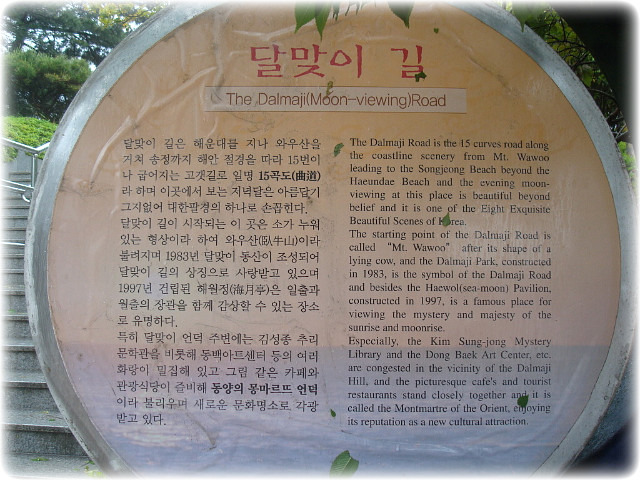 달맞이 길
The Dalmaji(Moon-viewing)Road
달맞이 길은 해운대를 지나 와우산을
거쳐 송정까지 해안 절경을 따라 15번이
나 굽어지는 고갯길로 일명 15곡도(曲道)
라 하며 이곳에서 보는 지녁달은 아름답기
그지없어 대한팔경의 하나로 손꼽힌다.
달맞이 길이 시작되는 이 곳은 소가 누워
있는 형상이라 하여 와우산(臥牛山)이라
불려지며 1983년 달맞이 동산이 조성되어
달맞이 길의 상징으로 사랑받고 있으며
1997년 건립된 해월정(海月亭)은 일출과
월출의 장관을 함께 감상할 수 있는 장소
로 유명하다.
특히 달맞이 언덕 주변에는 김성종 추리
문학관을 비롯해 동백아트센터 등의 여러
화랑이 밀집해 있고 그림 같은 카페와
관광식당이 즐비해 동양의 몽마르뜨 언덕
이라 불리우며 새로운 문화명소로 각광
받고 있다.
The Dalmaji Road is the 15 curves road along
the coastline scenery from Mt. Wawoo
leading to the Songjeong Beach beyond the
Haeundae Beach and the evening moon-
viewing at this place is beautiful beyond
belief and it is one of the Eight Exquisite
Beautiful Scenes of Korea.
The starting point of the Dalmaji Road is
called "Mt. Wawoo" after its shape of a
lying cow, and the Dalmaji Park, constructed
in 1983, is the symbol of the Dalmaji Road
and besides the Haewol(sea-moon) Pavilion,
constructed in 1997, is a famous place for
viewing the mystery and majesty of the
sunrise and moonrise.
Especially, the Kim Sung-jong Mystery
Library and the Dong Baek Art Center, etc.
are congested in the vicinity of the Dalmaji
Hill, and the picturesque cafe's and tourist
restaurants stand closely together and it is
called the Montmartre of the Orient, enjoying
its reputation as a new cultural attraction.